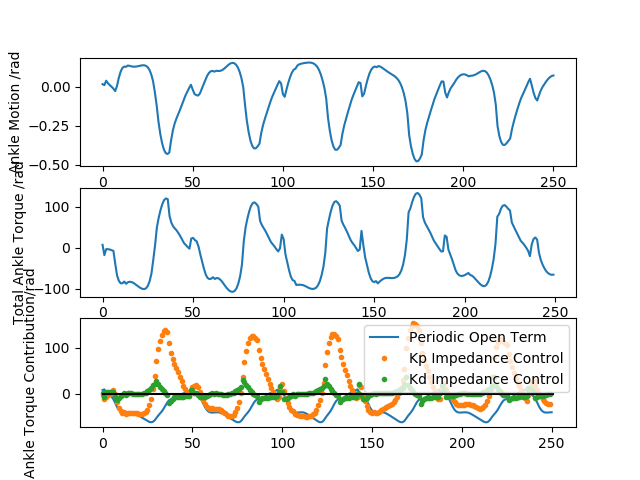 Ankle Motion /rad
0.00
−0.25
−0.50
0 50 100 150 200 250
Total Ankle Torque /rad
100
0
−100
0 50 100 150 200 250
Ankle Torque Contribution/rad
100
0
Periodic Open Term
Kp Impedance Control
Kd Impedance Control
0 50 100 150 200 250